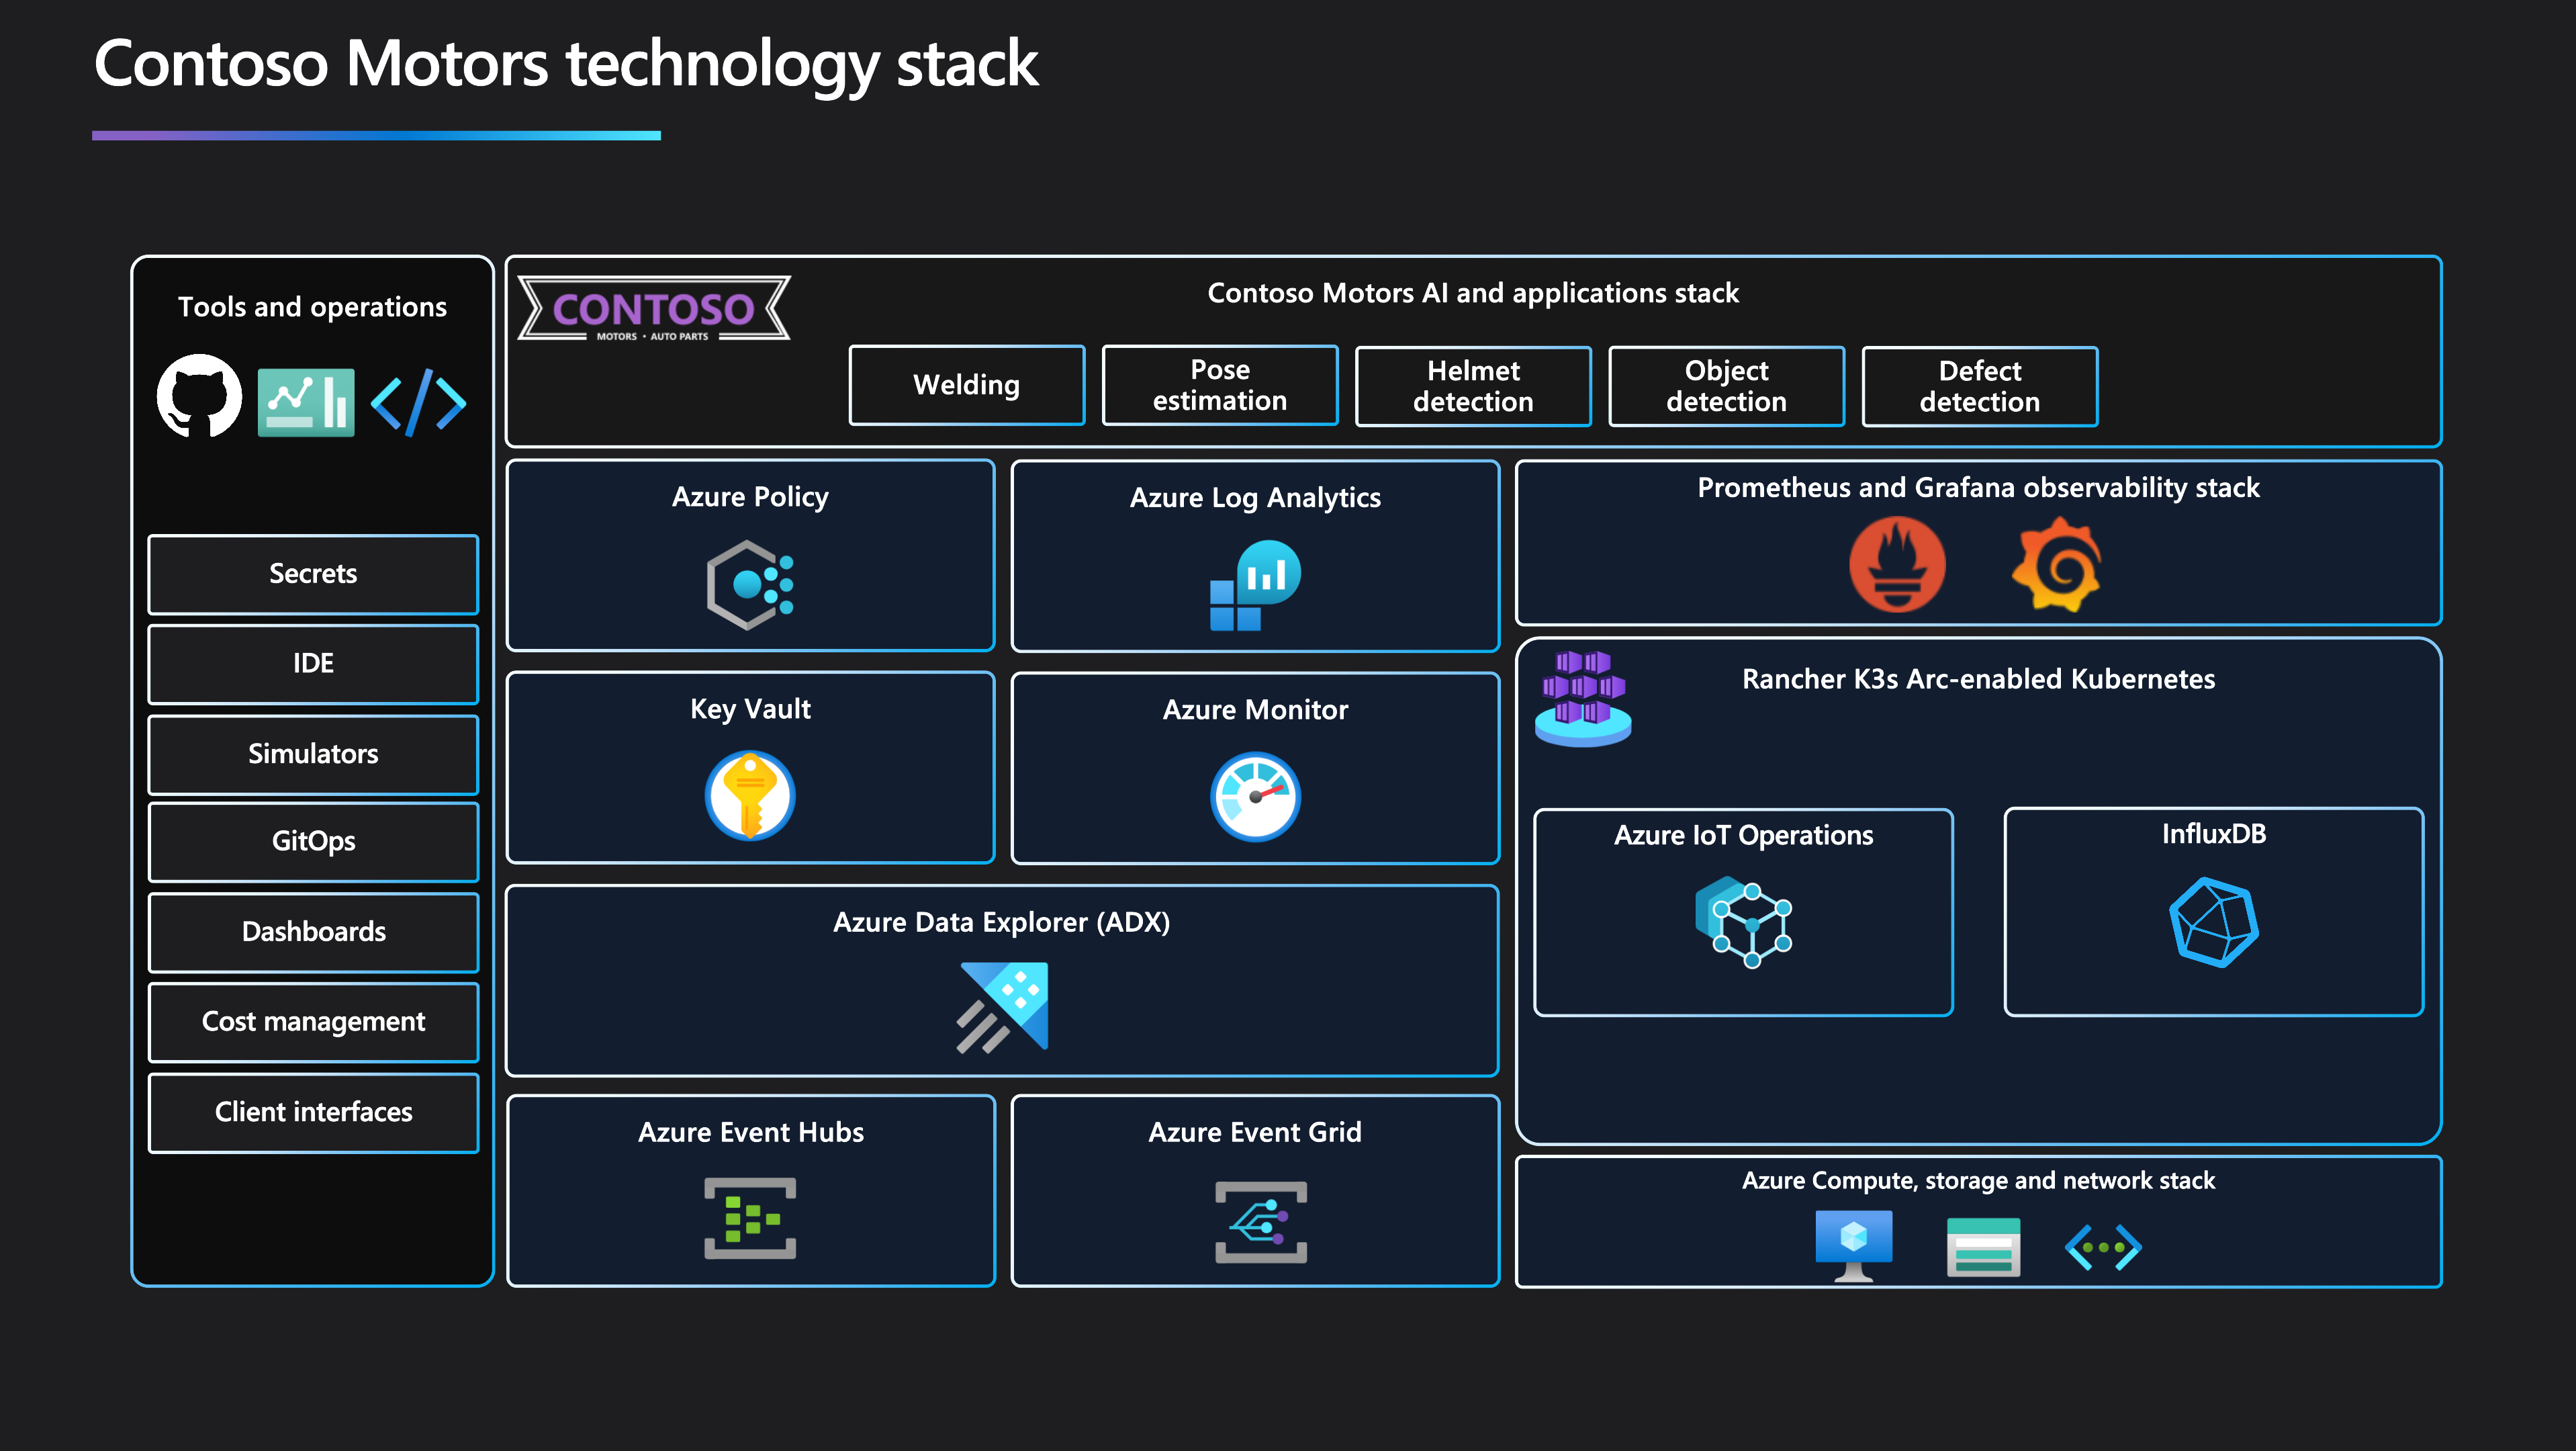 Contoso Motors technology stack
Tools and operations
Secrets
IDE
Simulators
GitOps
Dashboards
Cost management
Client interfaces
CONTOSO
MOTORS • AUTO PARTS
Contoso Motors AI and applications stack
Welding
Pose
estimation
Helmet
detection
Object
detection
Defect
detection
Azure Policy
Azure Log Analytics
Key Vault
Azure Monitor
Azure Data Explorer (ADX)
Azure Event Hubs
Azure Event Grid
Prometheus and Grafana observability stack
Rancher K3s Arc-enabled Kubernetes
Azure IoT Operations
InfluxDB
Azure Compute, storage and network stack